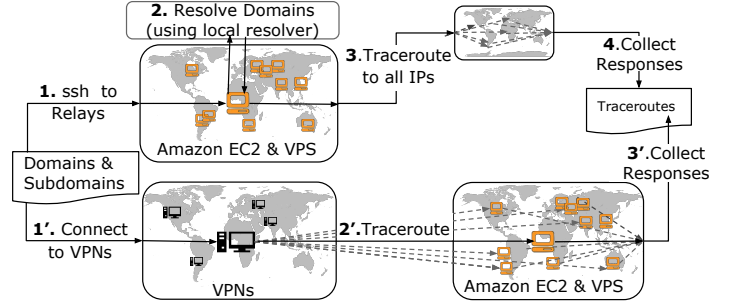 2. Resolve Domains
(using local resolver)
1. ssh to
Relays
Amazon EC2 & VPS
3.Traceroute
to all IPs
4.Collect
Responses
Traceroutes
Domains &
Subdomains
1’. Connect
to VPNs
VPNs
2’.Traceroute
Amazon EC2 & VPS
3’.Collect
Responses